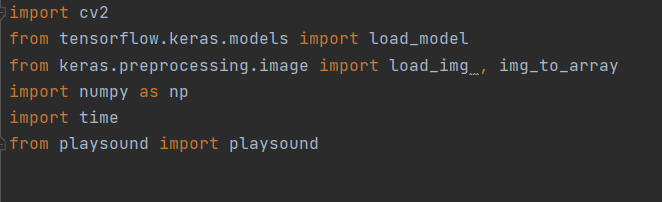 import cv2
from tensorflow.keras.models import load_model
from keras.preprocessing.image import load_img , img_to_array
import numpy as np
import time
from playsound import playsound